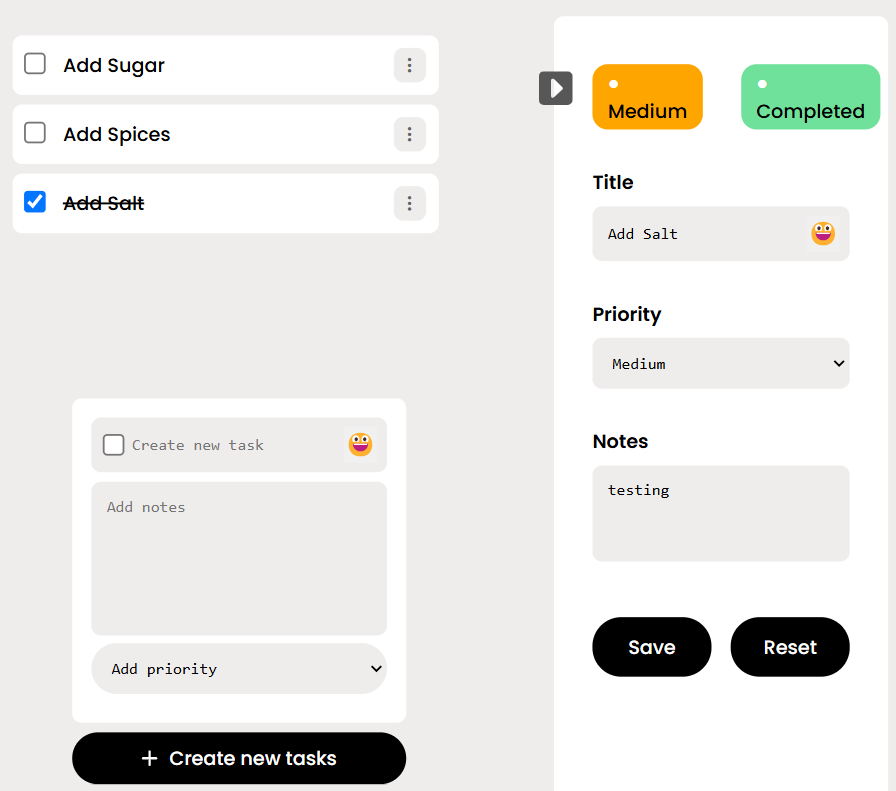 Add Sugar
Add Spices
Add Salt
Create new task
Add notes
Add priority
+ Create new tasks
Medium
Completed
Title
Add Salt
Priority
Medium
Notes
testing
Save
Reset